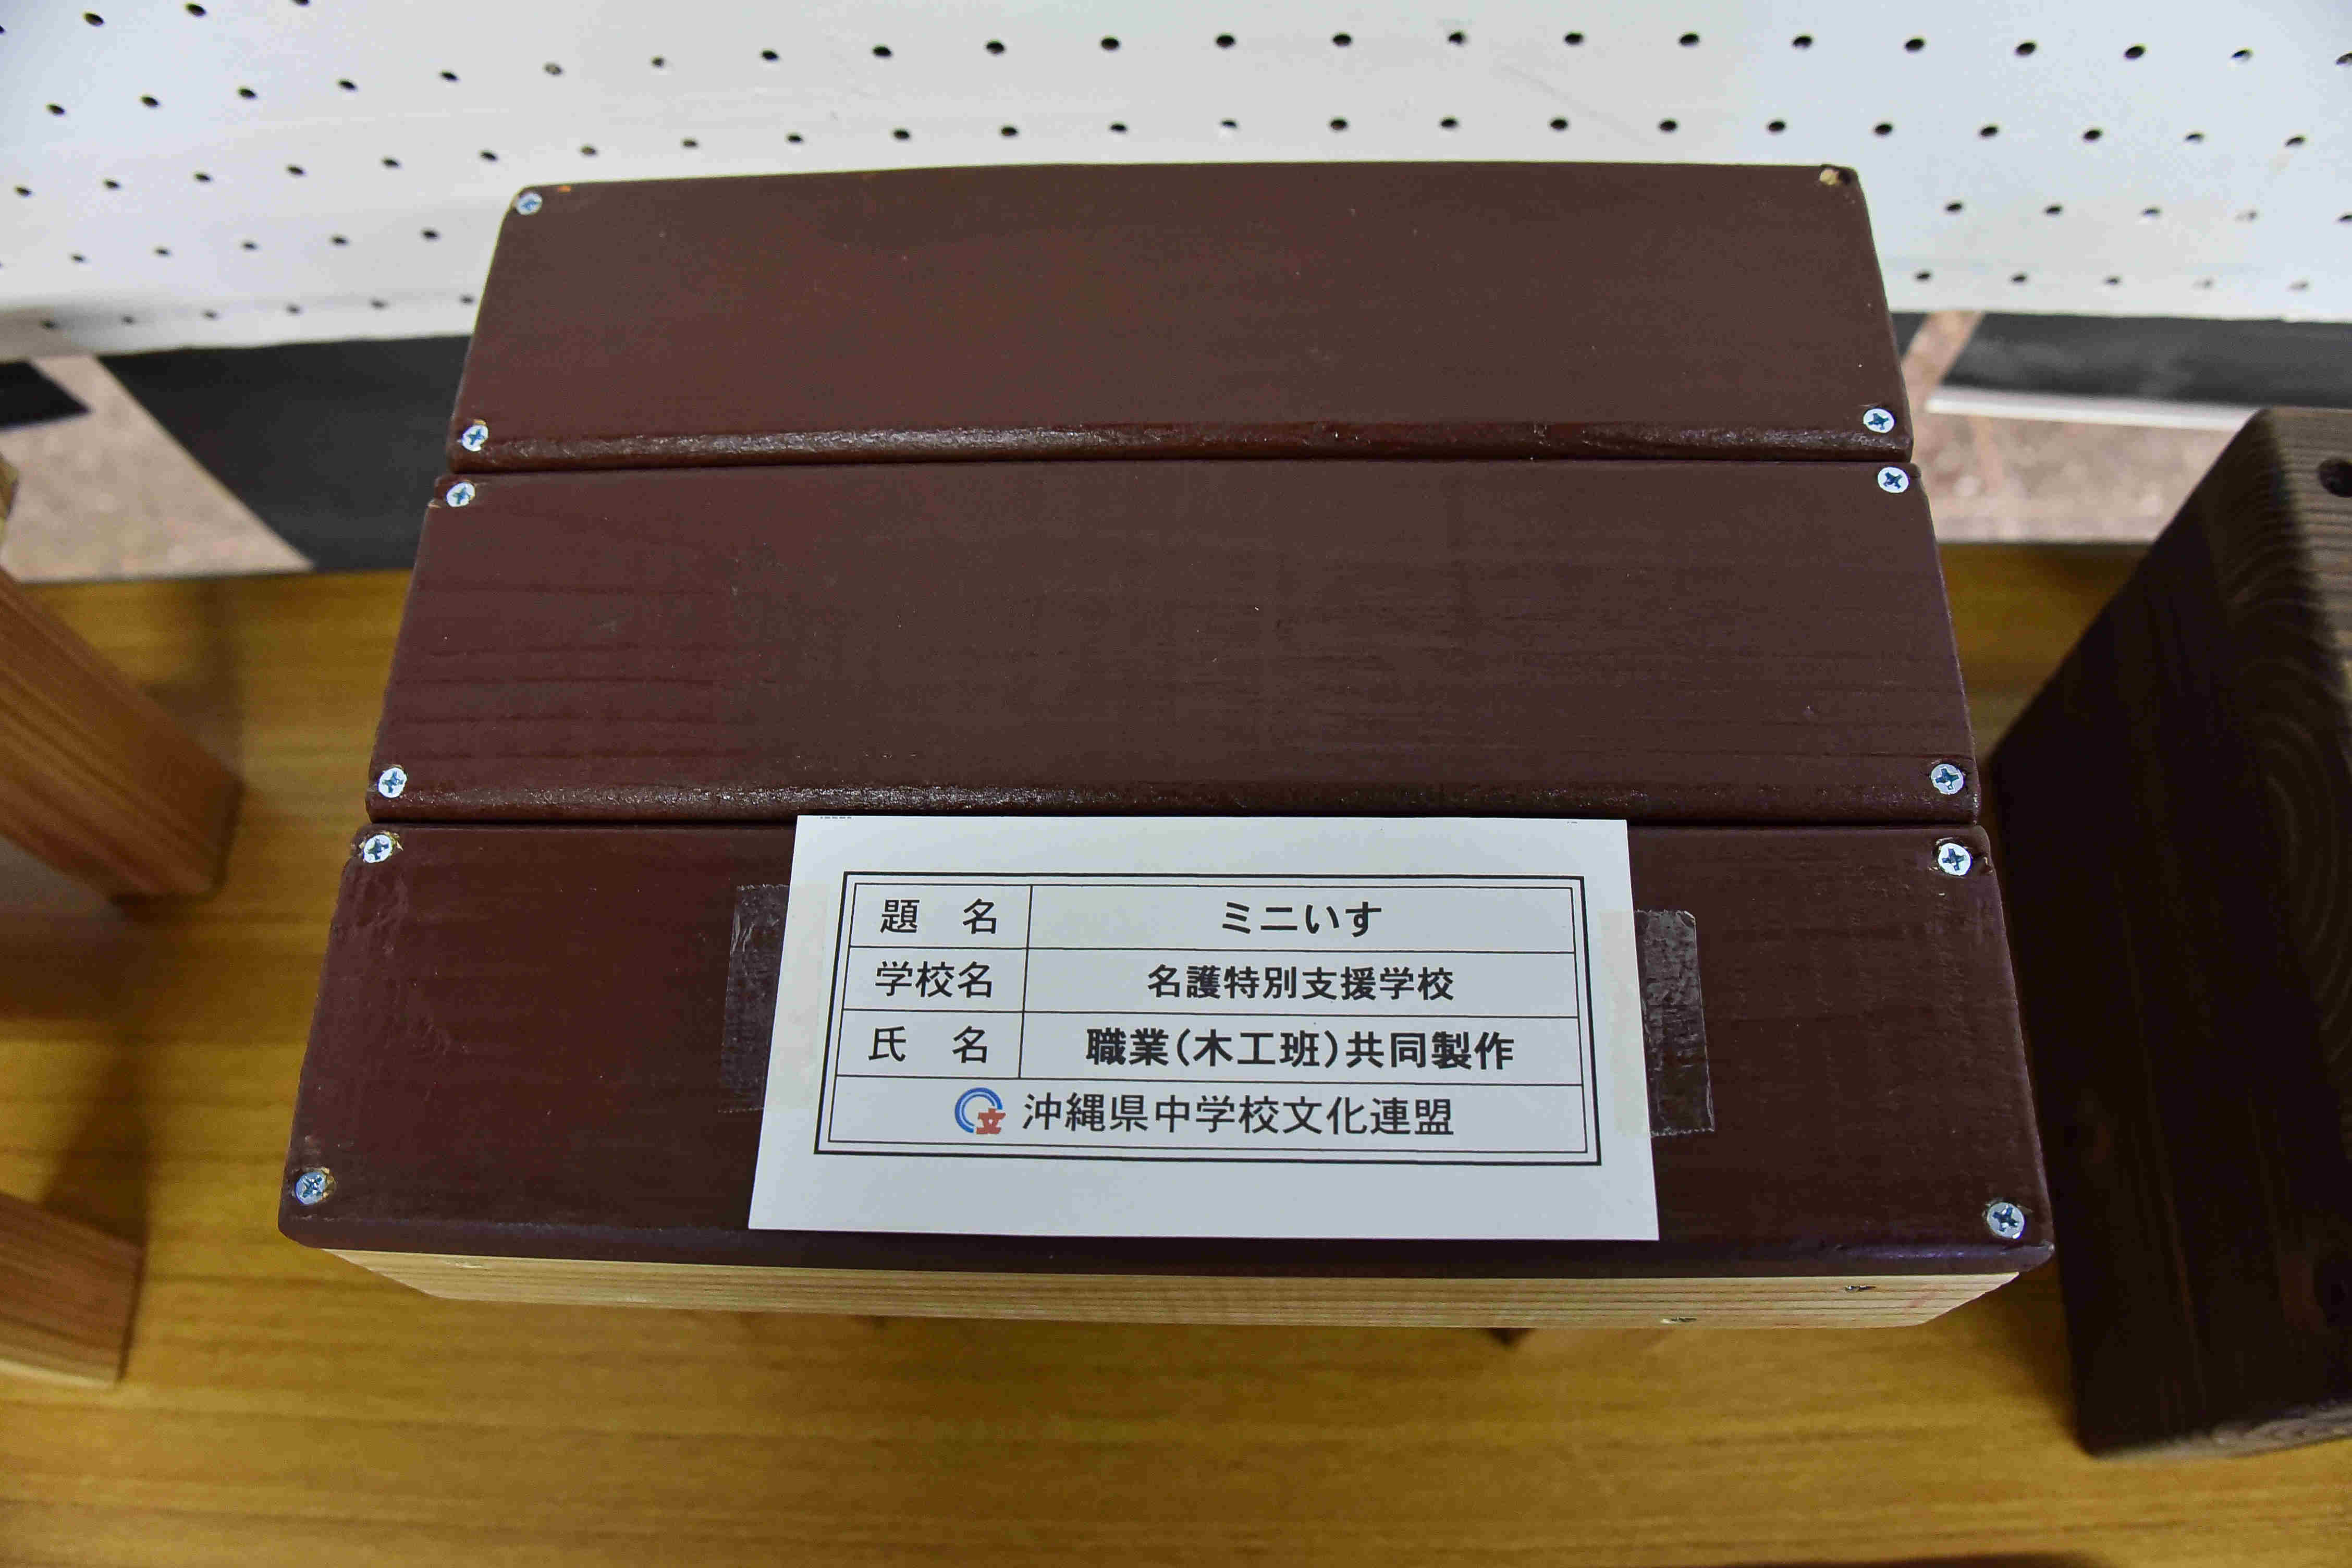 題　名　ミニいす
学校名　名護特別支援学校
氏　名　職業(木工班)共同製作
立 沖縄県中学校文化連盟